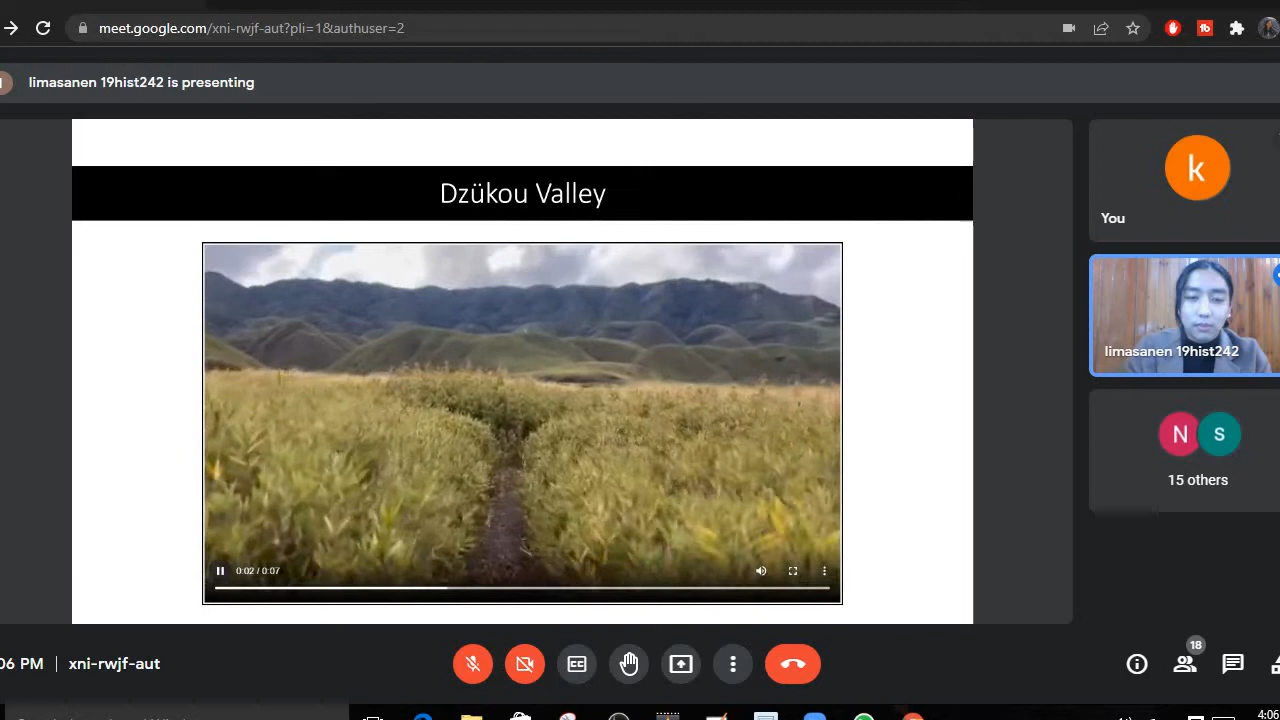 meet.google.com/xni-rwjf-aut?pli=1&authuser=2
limasanen 19hist242 is presenting
Dzükou Valley
k
You
limasanen 19hist242
N S
15 others
0:02 / 0:07
06 PM | xni-rwjf-aut
CC
18
4:06